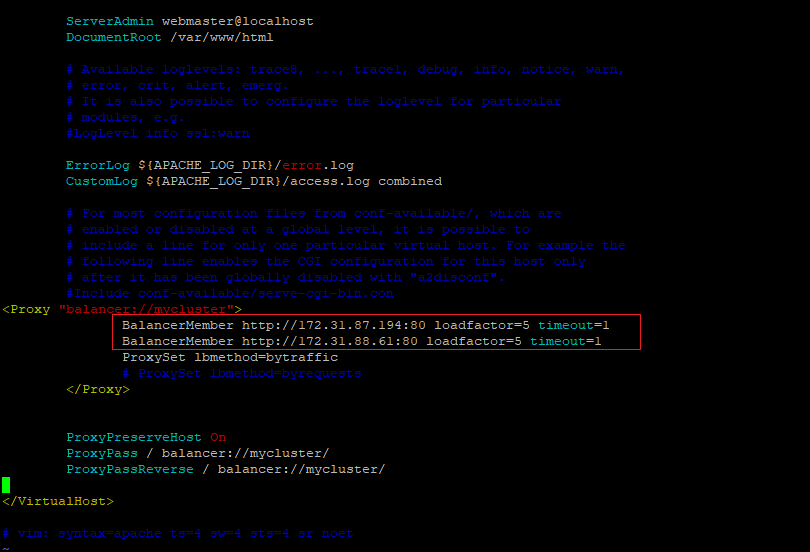 ServerAdmin webmaster@localhost
DocumentRoot /var/www/html
# Available loglevels: trace8, ..., trace1, debug, info, notice, warn,
# error, crit, alert, emerg.
# It is also possible to configure the loglevel for particular
# modules, e.g.
#LogLevel info ssl:warn
ErrorLog ${APACHE_LOG_DIR}/error.log
CustomLog ${APACHE_LOG_DIR}/access.log combined
# For most configuration files from conf-available/, which are
# enabled or disabled at a global level, it is possible to
# include a line for only one particular virtual host. For example the
# following line enables the CGI configuration for this host only
# after it has been globally disabled with "a2disconf".
#Include conf-available/serve-cgi-bin.con
<Proxy "balancer://mycluster">
BalancerMember http://172.31.87.194:80 loadfactor=5 timeout=1
BalancerMember http://172.31.88.61:80 loadfactor=5 timeout=1
ProxySet lbmethod=bytraffic
# ProxySet lbmethod=byrequests
</Proxy>
ProxyPreserveHost On
ProxyPass / balancer://mycluster/
ProxyPassReverse / balancer://mycluster/
</VirtualHost>
# vim: syntax=apache ts=4 sw=4 sts=4 sr noet
~